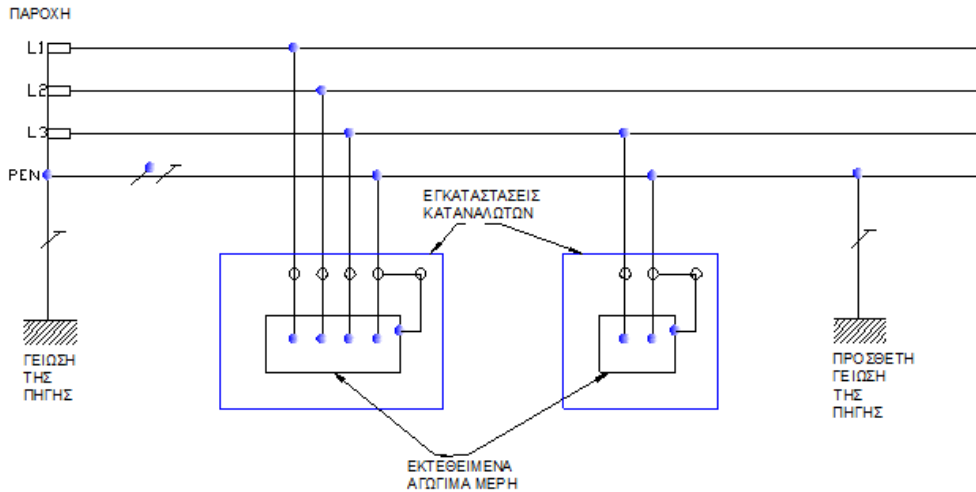 ΠΑΡΟΧΗ
L1
L2
L3
PEN
ΕΓΚΑΤΑΣΤΑΣΕΙΣ
ΚΑΤΑΝΑΛΩΤΩΝ
ΓΕΙΩΣΗ
ΤΗΣ
ΠΗΓΗΣ
ΠΡΟΣΘΕΤΗ
ΓΕΙΩΣΗ
ΤΗΣ
ΠΗΓΗΣ
ΕΚΤΕΘΕΙΜΕΝΑ
ΑΓΩΓΙΜΑ ΜΕΡΗ